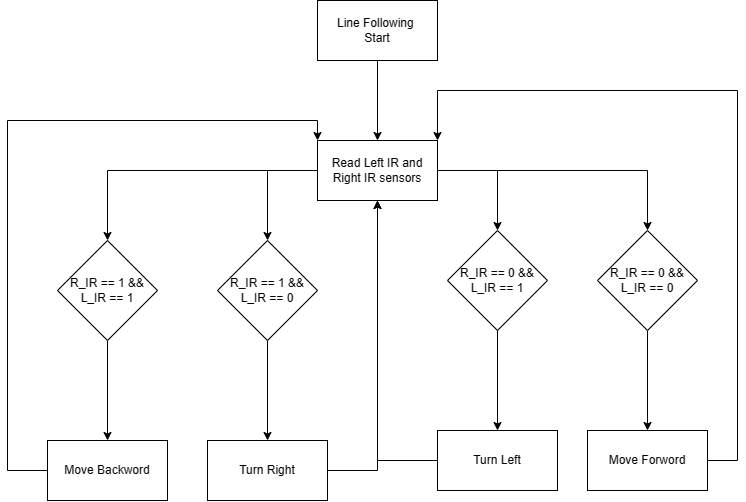 Line Following
Start
Read Left IR and
Right IR sensors
R_IR == 1 &&
L_IR == 1
R_IR == 1 &&
L_IR == 0
R_IR == 0 &&
L_IR == 1
R_IR == 0 &&
L_IR == 0
Move Backword
Turn Right
Turn Left
Move Forword